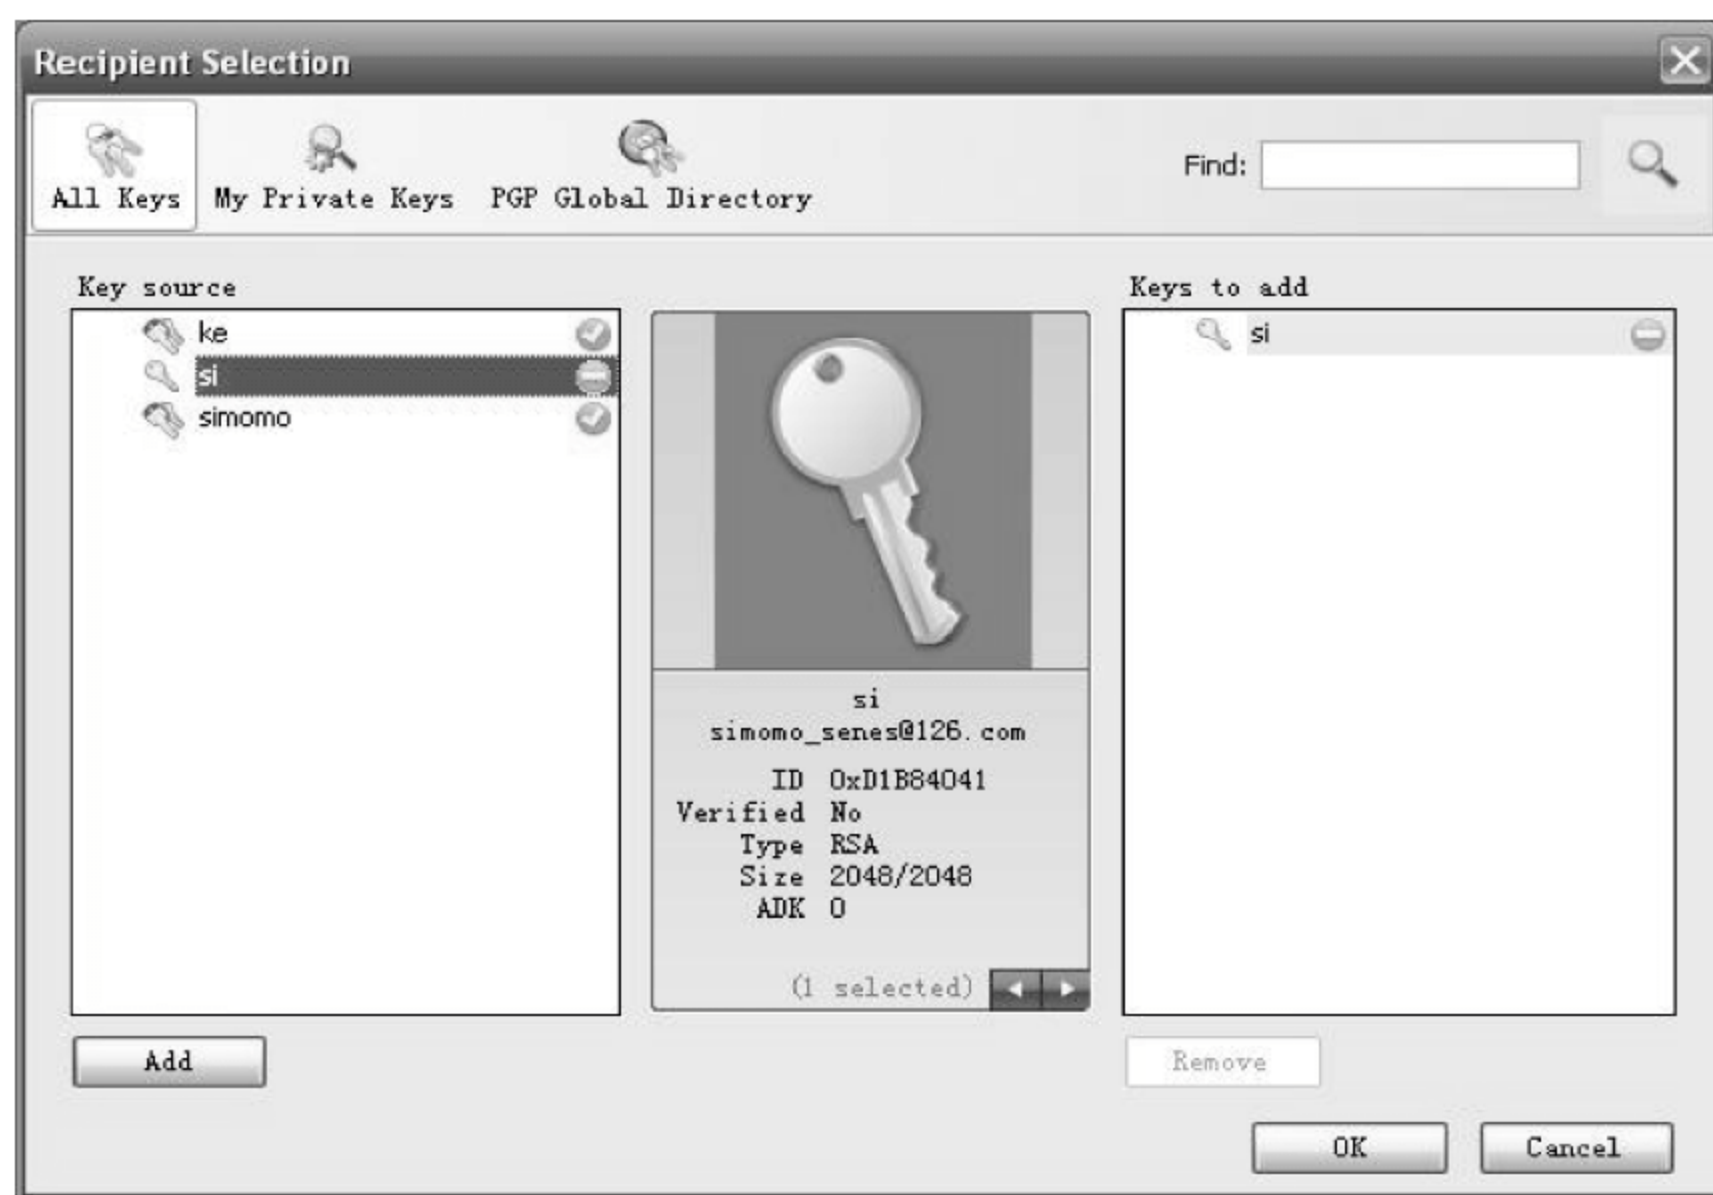 Recipient Selection
All Keys My Private Keys PGP Global Directory Find:
Key source
ke
si
simomo
si
simomo_senes@126.com
ID 0xD1B84041
Verified No
Type RSA
Size 2048/2048
ADK 0
(1 selected)
Keys to add
si
Add Remove
OK Cancel